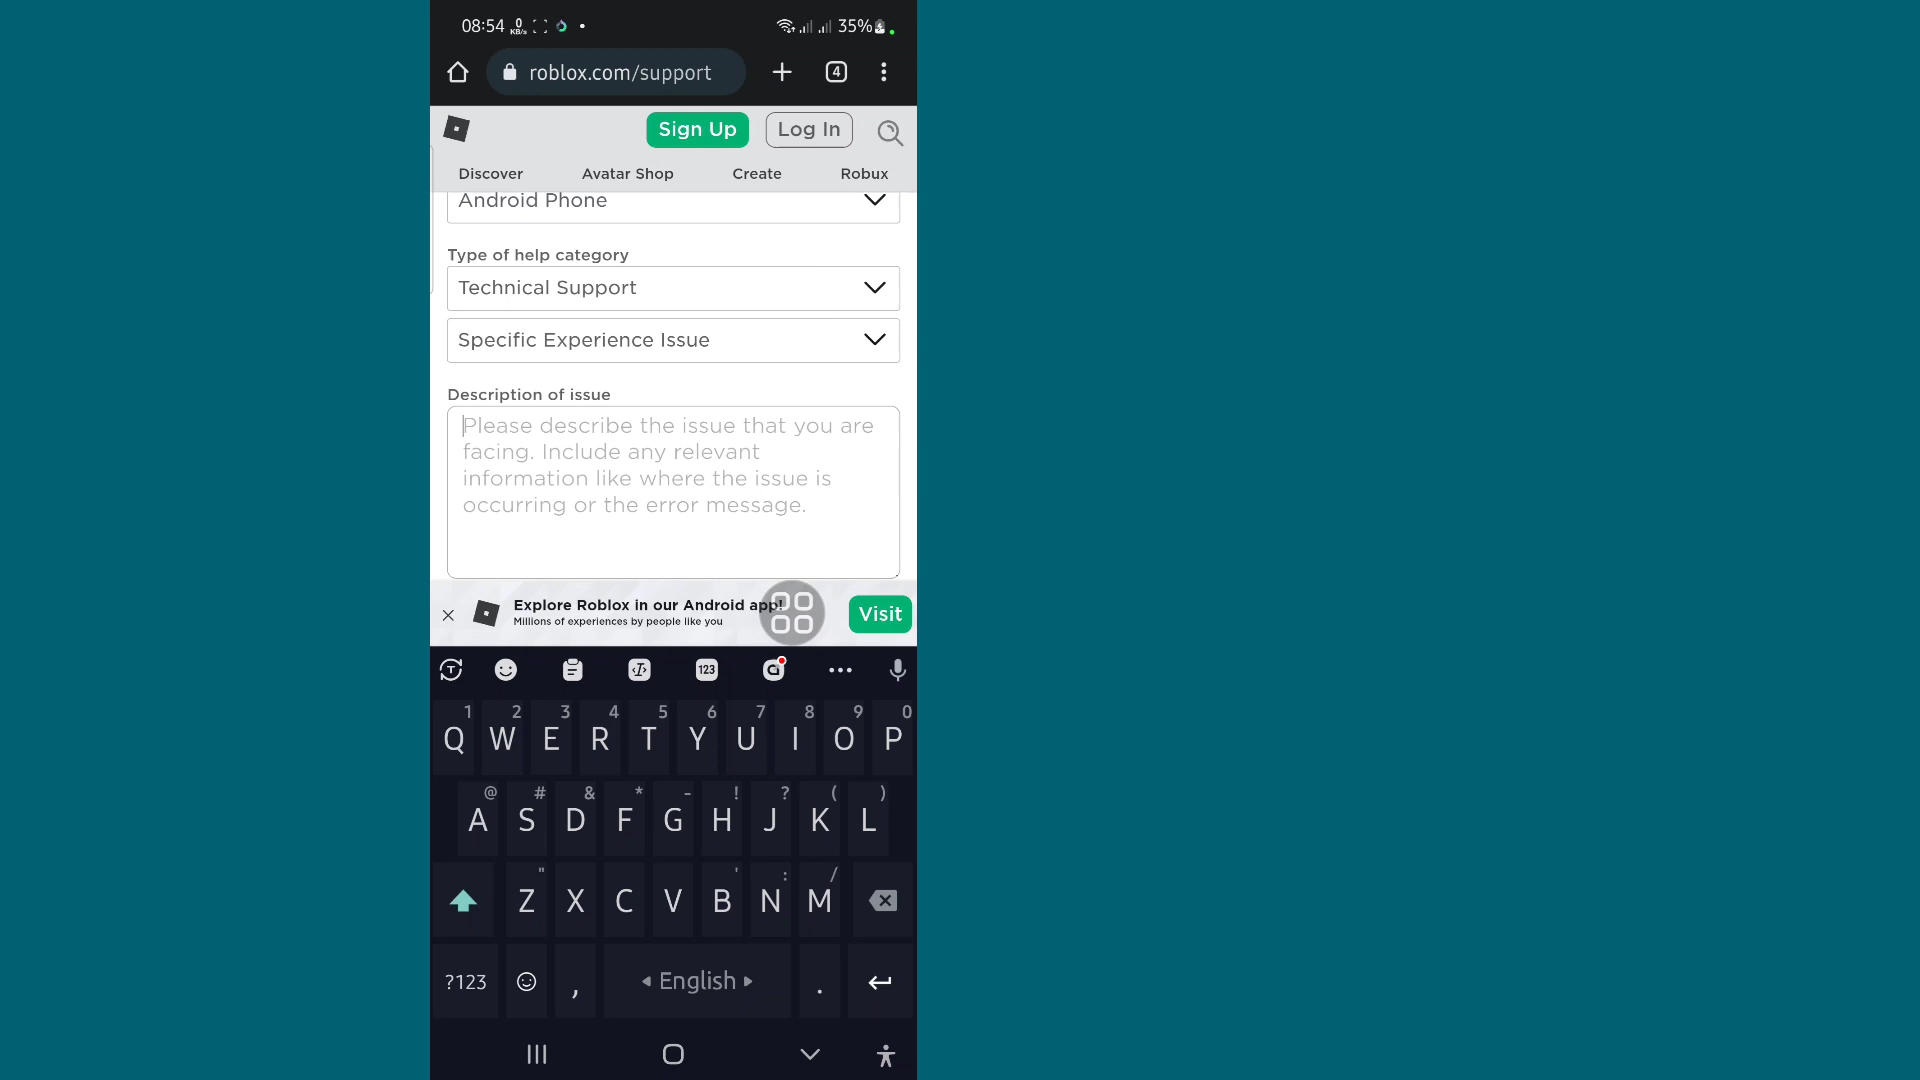 08:54 0 KB/s 35%
roblox.com/support 4
Sign Up Log In
Discover Avatar Shop Create Robux
Android Phone
Type of help category
Technical Support
Specific Experience Issue
Description of issue
Please describe the issue that you are
facing. Include any relevant
information like where the issue is
occurring or the error message.
Explore Roblox in our Android app!
Millions of experiences by people like you
Visit
T 123
1 2 3 4 5 6 7 8 9 0
Q W E R T Y U I O P
@ # & * - ! ? ( )
A S D F G H J K L
" ' : /
Z X C V B N M
?123 , English .